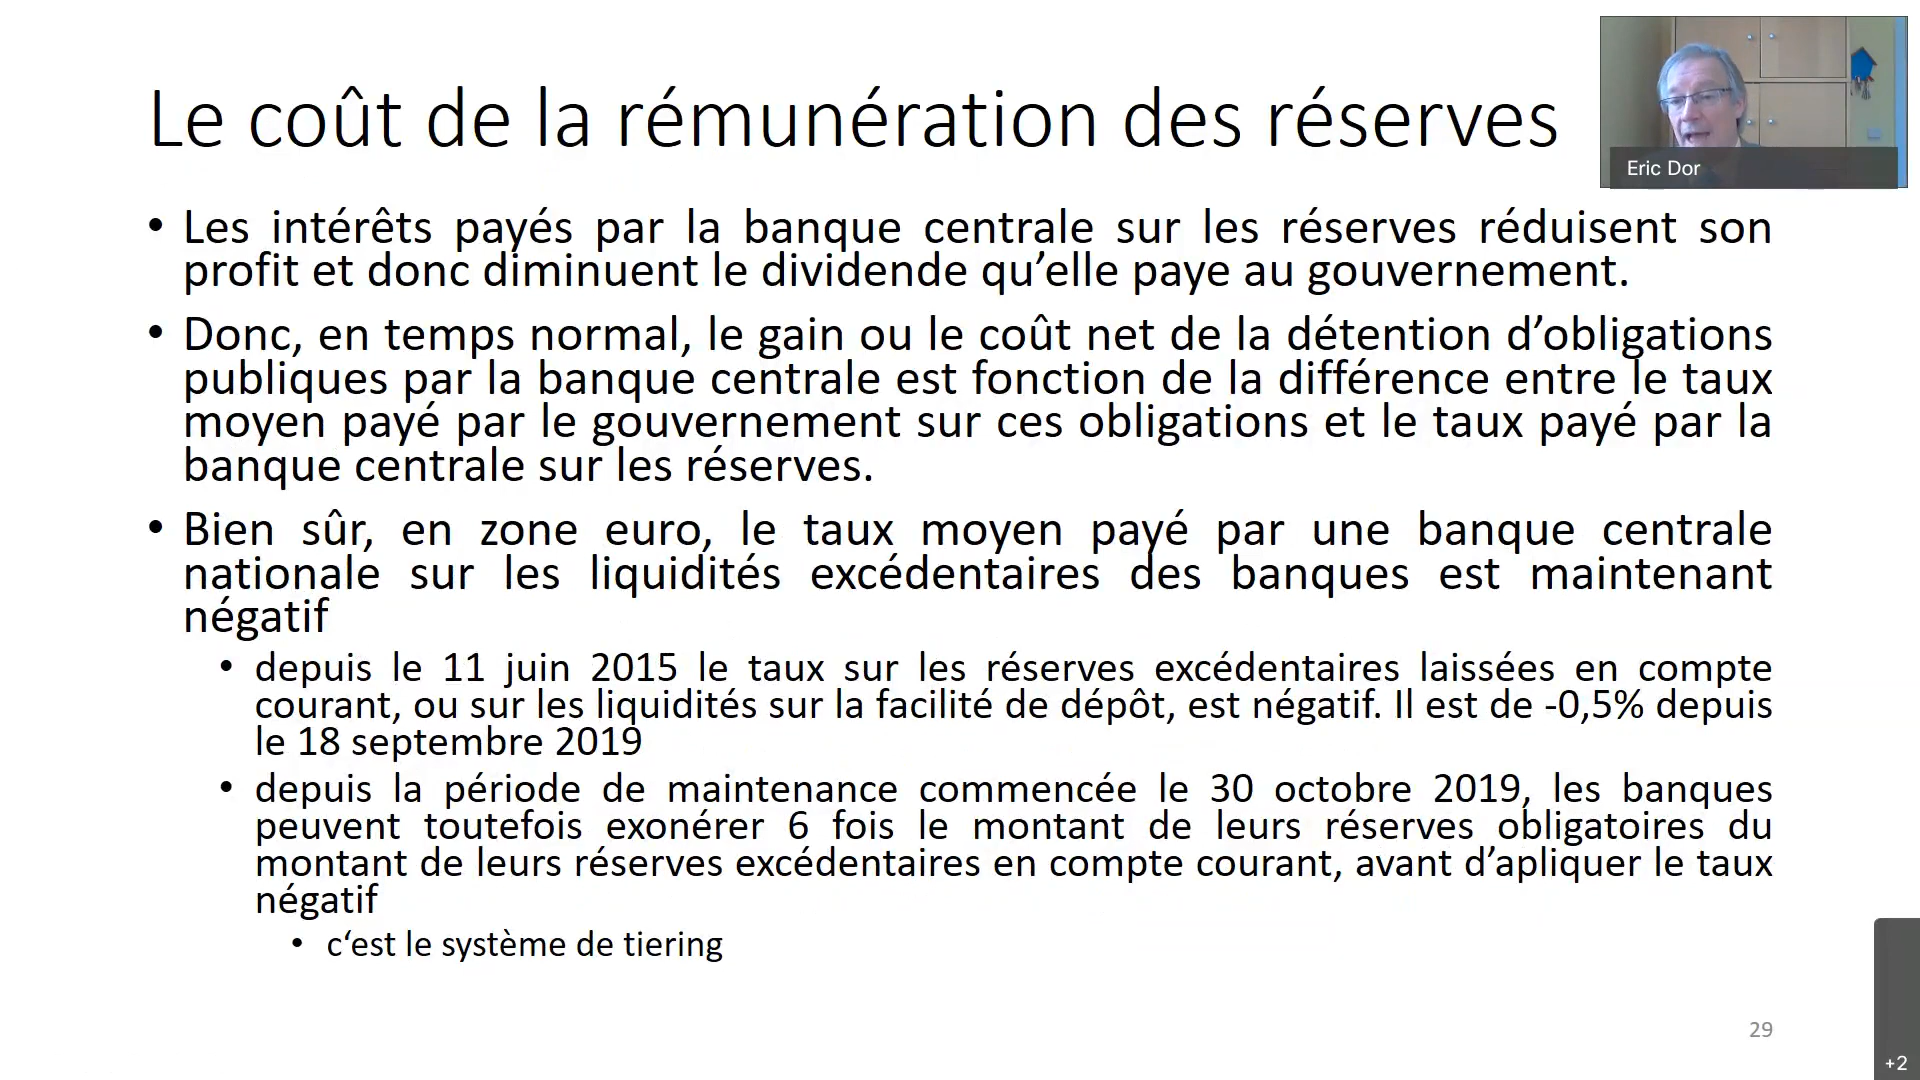 Le coût de la rémunération des réserves
Eric Dor
• Les intérêts payés par la banque centrale sur les réserves réduisent son
profit et donc diminuent le dividende qu’elle paye au gouvernement.
• Donc, en temps normal, le gain ou le coût net de la détention d’obligations
publiques par la banque centrale est fonction de la différence entre le taux
moyen payé par le gouvernement sur ces obligations et le taux payé par la
banque centrale sur les réserves.
• Bien sûr, en zone euro, le taux moyen payé par une banque centrale
nationale sur les liquidités excédentaires des banques est maintenant
négatif
• depuis le 11 juin 2015 le taux sur les réserves excédentaires laissées en compte
courant, ou sur les liquidités sur la facilité de dépôt, est négatif. Il est de -0,5% depuis
le 18 septembre 2019
• depuis la période de maintenance commencée le 30 octobre 2019, les banques
peuvent toutefois exonérer 6 fois le montant de leurs réserves obligatoires du
montant de leurs réserves excédentaires en compte courant, avant d’apliquer le taux
négatif
• c‘est le système de tiering
29
+2